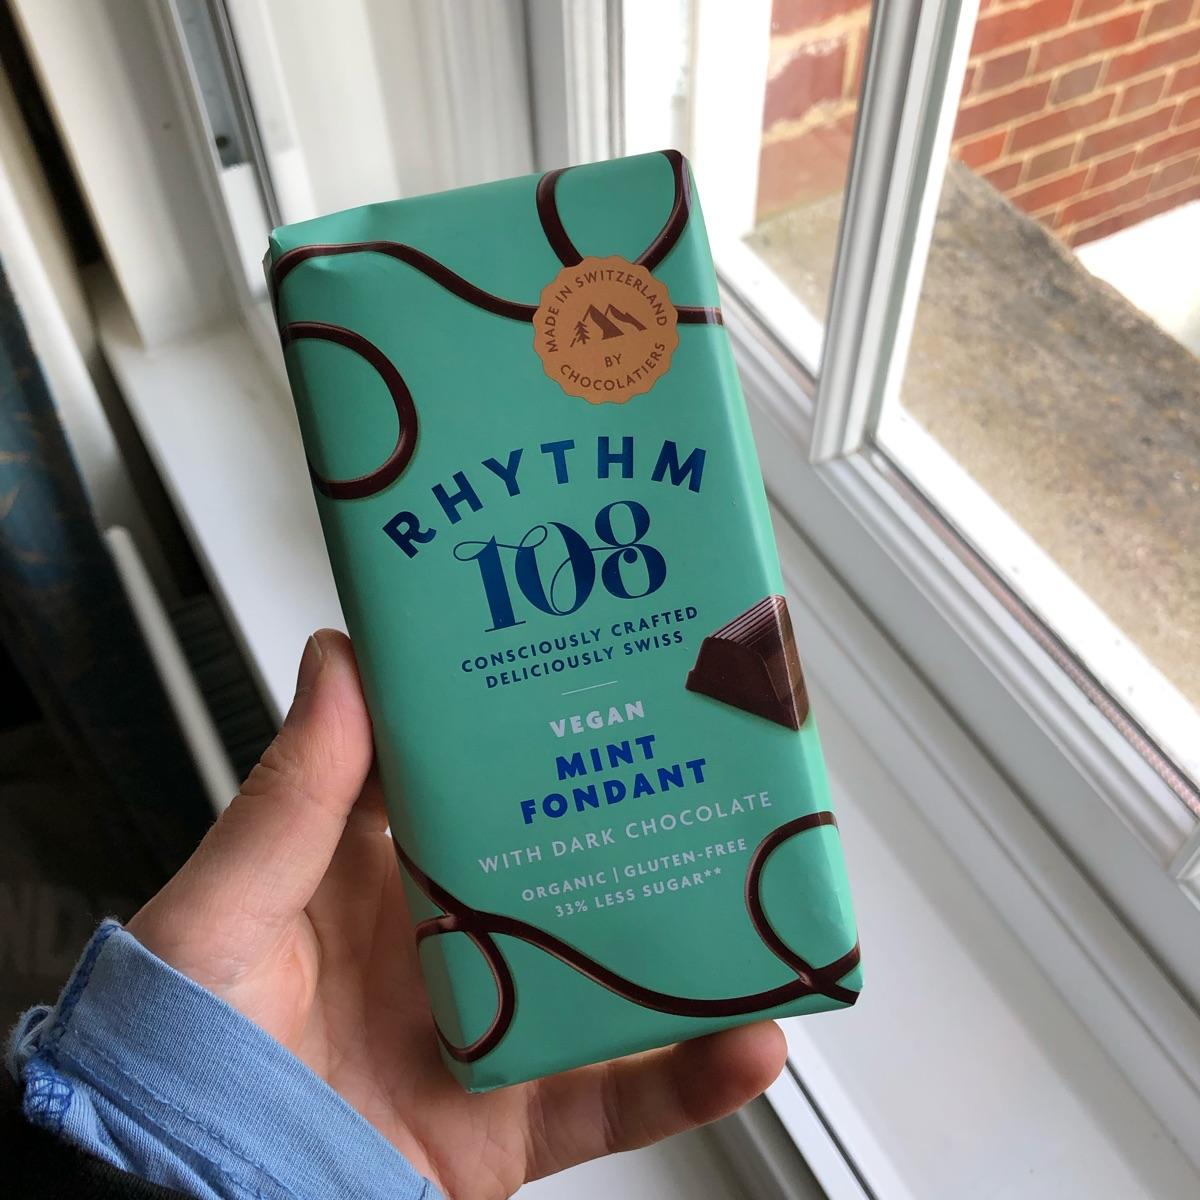 MADE IN SWITZERLAND
BY
CHOCOLATIERS
RHYTHM
108
CONSCIOUSLY CRAFTED
DELICIOUSLY SWISS
VEGAN
MINT
FONDANT
WITH DARK CHOCOLATE
ORGANIC | GLUTEN-FREE
33% LESS SUGAR**